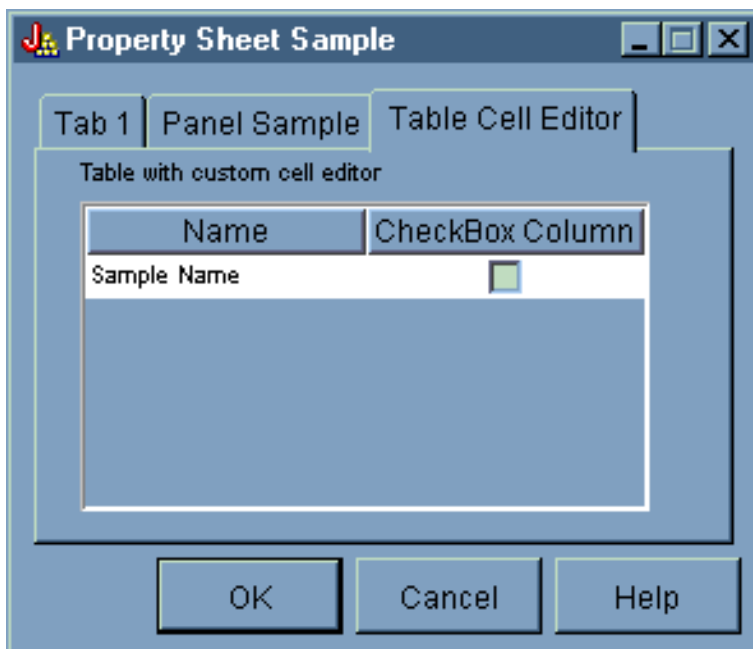 Property Sheet Sample
Tab 1 Panel Sample Table Cell Editor
Table with custom cell editor
Name CheckBox Column
Sample Name
OK Cancel Help